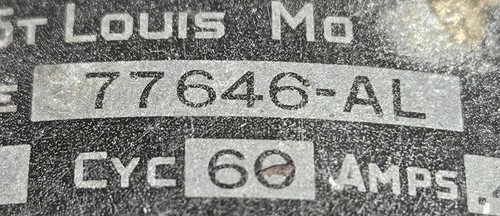 St Louis Mo
E 77646-AL
Cyc 60 Amps .